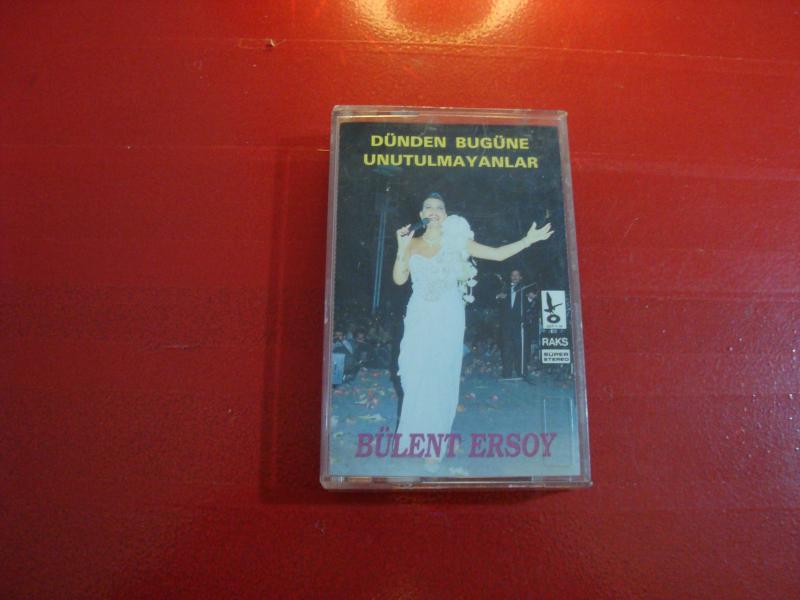 DÜNDEN BUGÜNE
UNUTULMAYANLAR
RAKS
SÜPER
STEREO
BÜLENT ERSOY